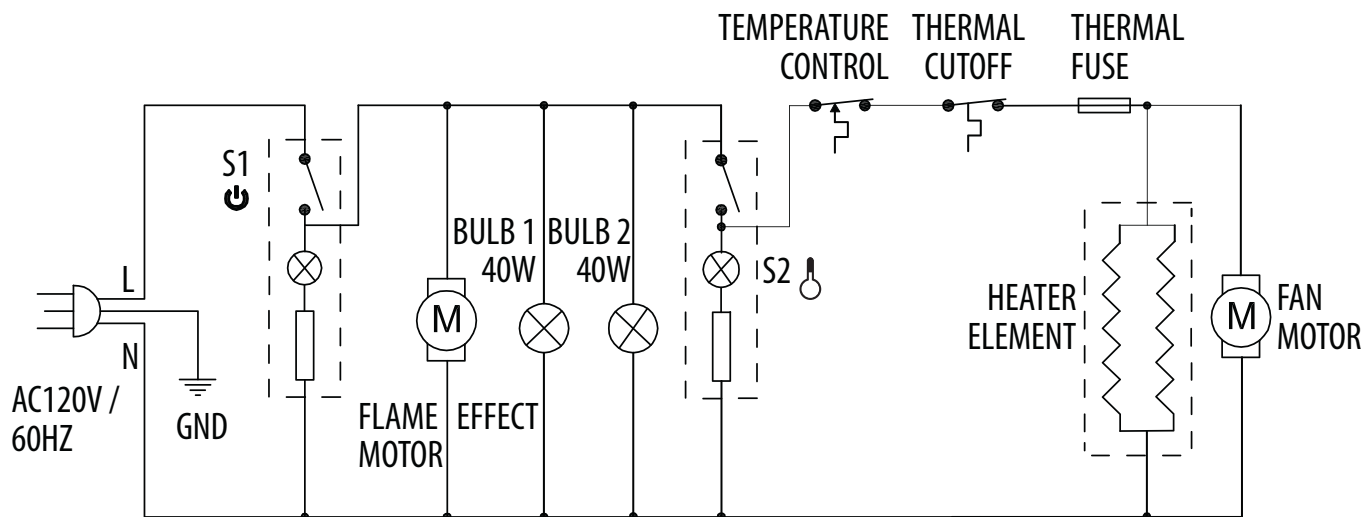 TEMPERATURE
CONTROL
THERMAL
CUTOFF
THERMAL
FUSE
S1
BULB 1
40W
BULB 2
40W
S2
L
N
AC120V /
60HZ
GND
M
FLAME EFFECT
MOTOR
HEATER
ELEMENT
M
FAN
MOTOR